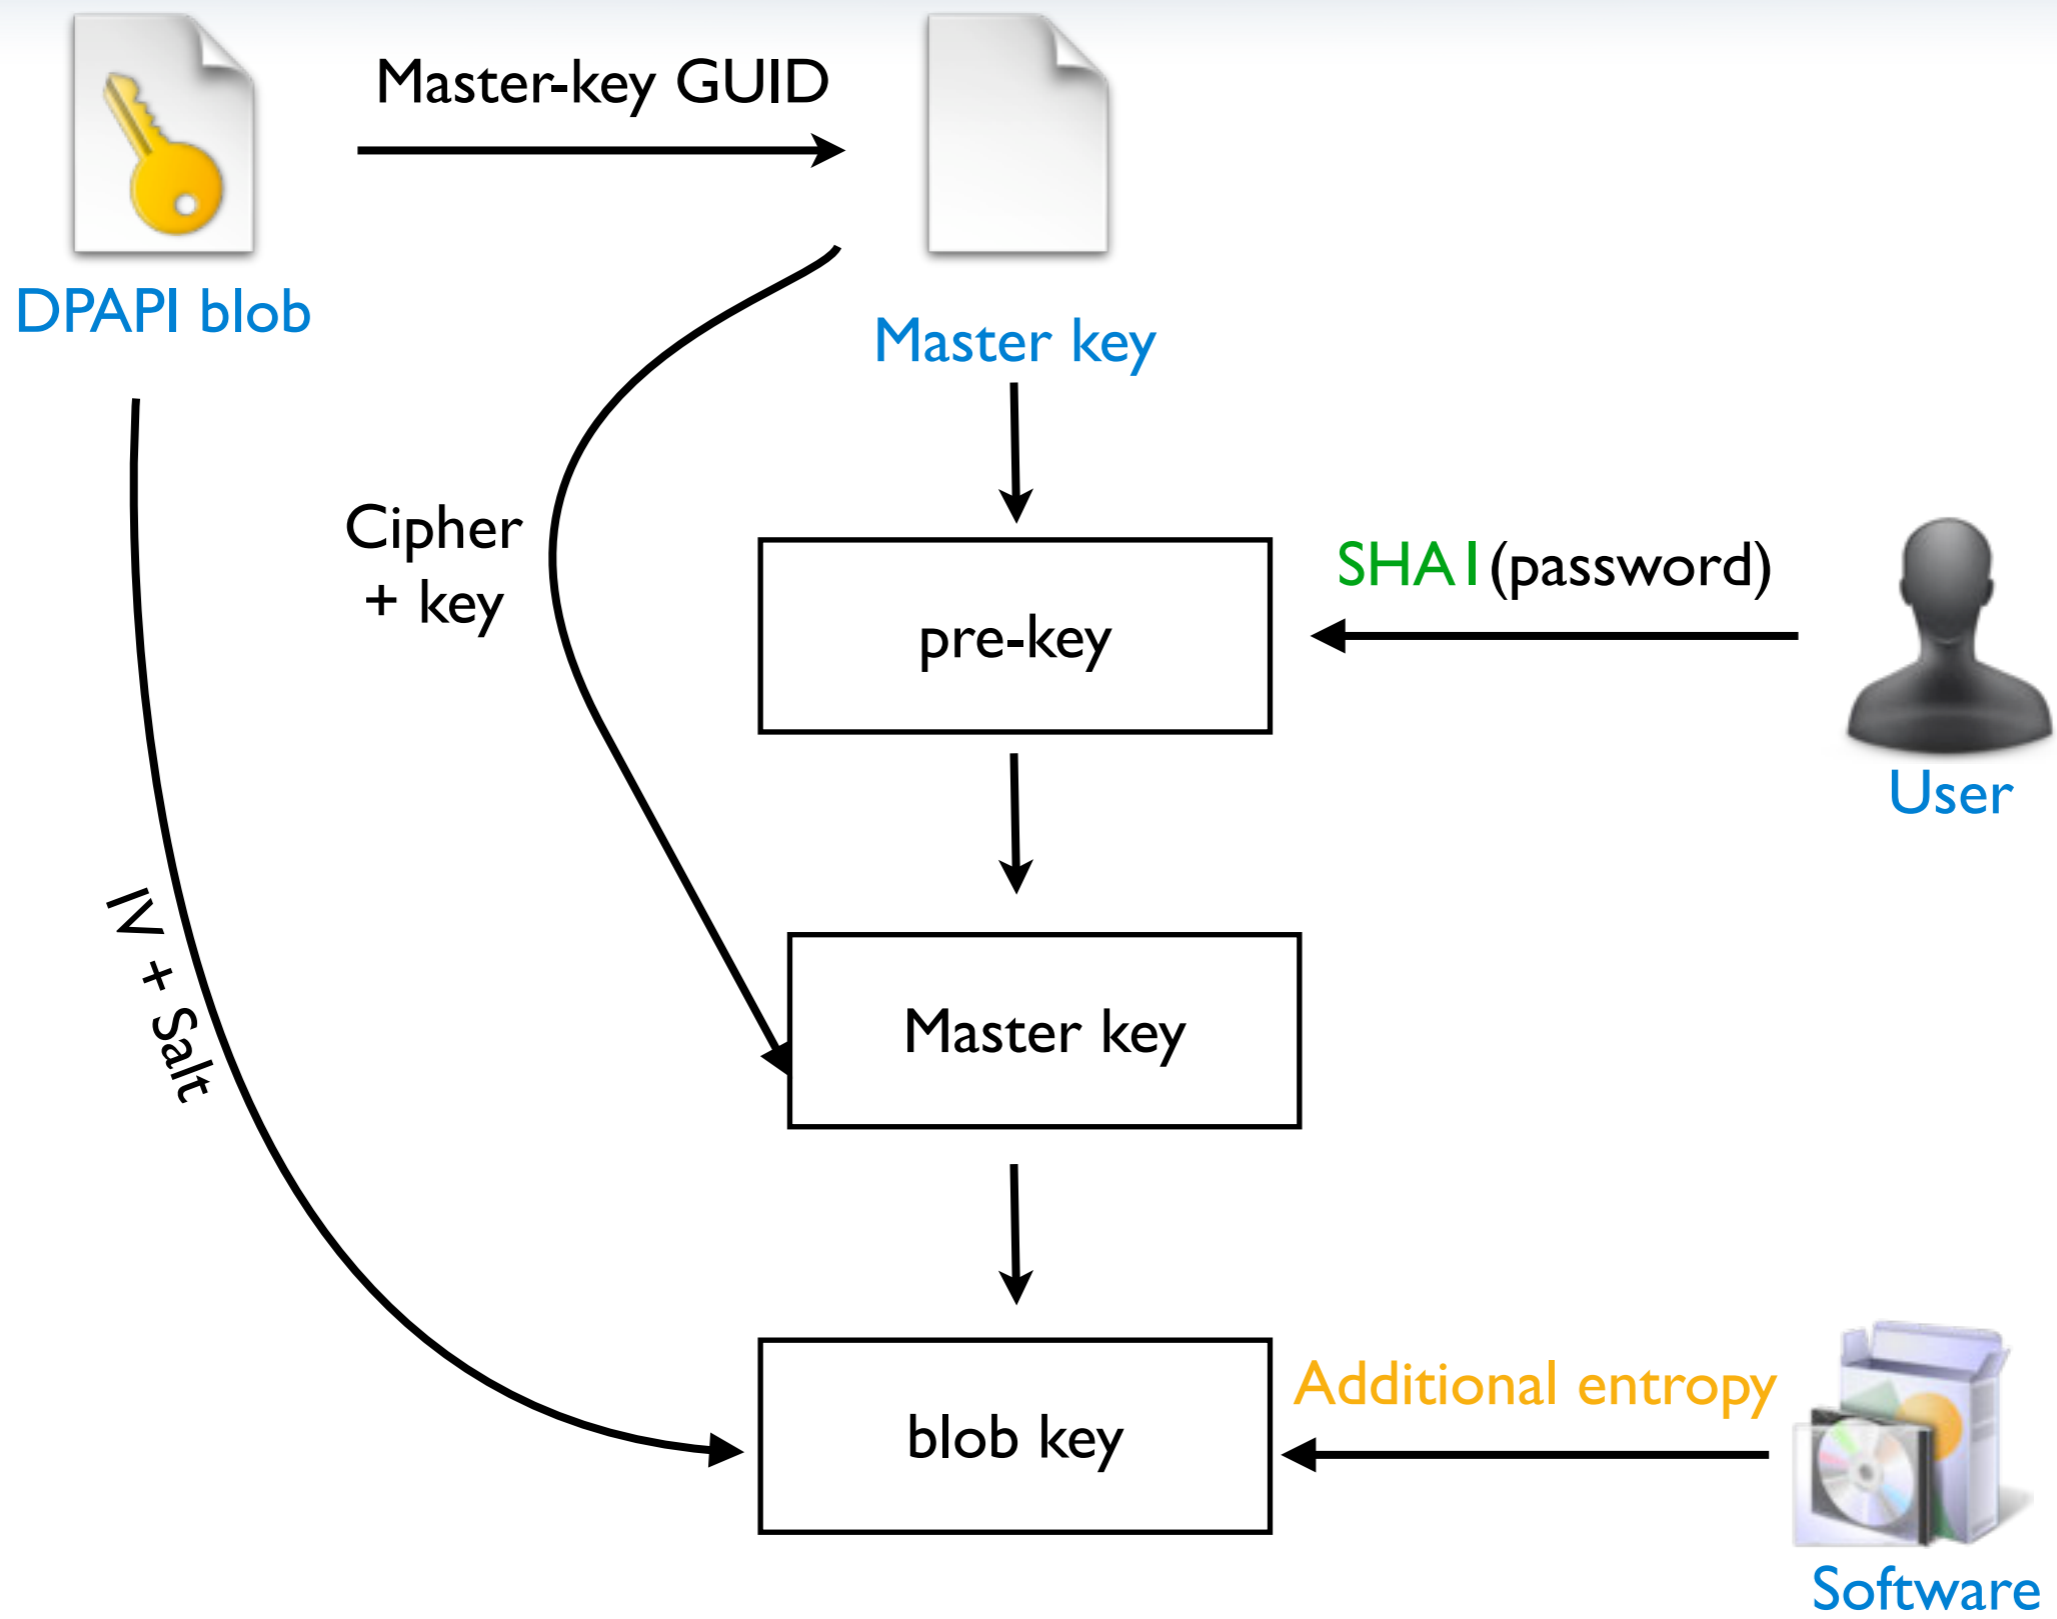 Master-key GUID
DPAPI blob
Master key
Cipher
+ key
SHA1(password)
pre-key
User
IV + Salt
Master key
Additional entropy
blob key
Software